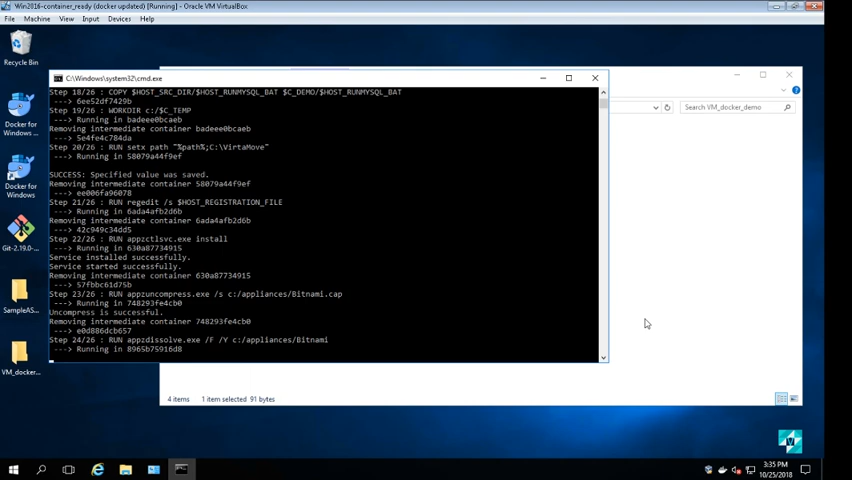 Win2016-container_ready (docker updated) [Running] - Oracle VM VirtualBox
File Machine View Input Devices Help
Recycle Bin
C:\Windows\system32\cmd.exe
Step 18/26 : COPY $HOST_SRC_DIR/$HOST_RUNMYSQL_BAT $C_DEMO/$HOST_RUNMYSQL_BAT
---> 6ee52df7429b
Step 19/26 : WORKDIR c:/$C_TEMP
---> Running in badeee0bcaeb
Removing intermediate container badeee0bcaeb
---> 5e4fe4c784da
Step 20/26 : RUN setx path "%path%;C:\VirtaMove"
---> Running in 58079a44f9ef
SUCCESS: Specified value was saved.
Removing intermediate container 58079a44f9ef
---> ee006fa96078
Step 21/26 : RUN regedit /s $HOST_REGISTRATION_FILE
---> Running in 6ada4afb2d6b
Removing intermediate container 6ada4afb2d6b
---> 42c949c34dd5
Step 22/26 : RUN appzctlsvc.exe install
---> Running in 630a87734915
Service installed successfully.
Service started successfully.
Removing intermediate container 630a87734915
---> 57fbbc61d75b
Step 23/26 : RUN appzuncompress.exe /s c:/appliances/Bitnami.cap
---> Running in 748293fe4cb0
Uncompress is successful.
Removing intermediate container 748293fe4cb0
---> e0d886dcb657
Step 24/26 : RUN appzdissolve.exe /F /Y c:/appliances/Bitnami
---> Running in 8965b75916d8
Search VM_docker_demo
Docker for
Windows ...
Docker for
Windows
Git-2.19.0-...
SampleAS...
VM_docker...
4 items 1 item selected 91 bytes
3:35 PM
10/25/2018